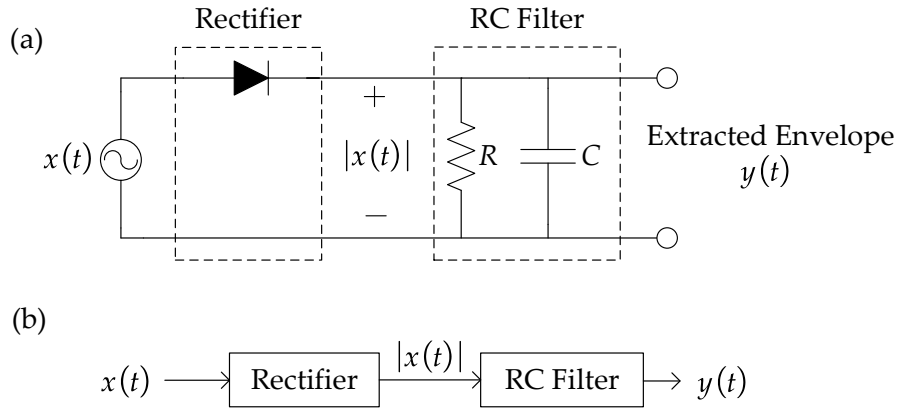 Rectifier RC Filter
(a)
+
x(t) |x(t)| R C Extracted Envelope
y(t)
−
(b)
x(t) Rectifier |x(t)| RC Filter y(t)